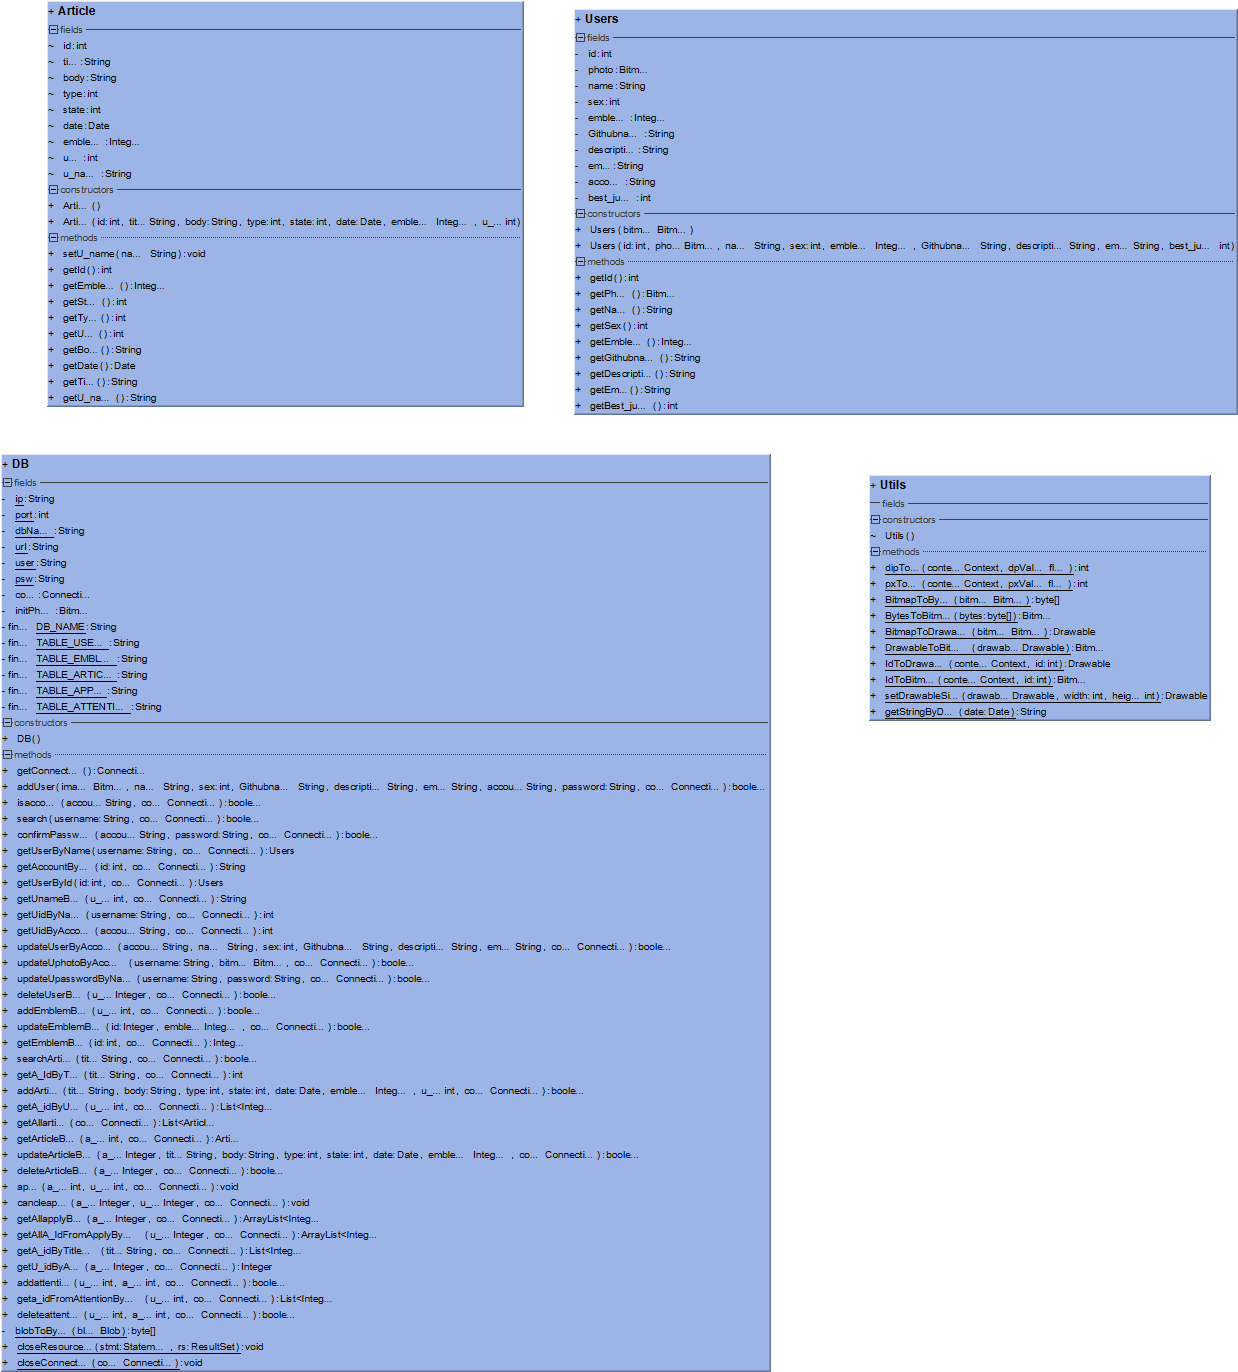 + Article
fields
~ id: int
~ ti... : String
~ body: String
~ type: int
~ state: int
~ date: Date
~ emble... : Integ...
~ u... : int
~ u_na... : String
constructors
+ Arti... ()
+ Arti... (id: int, tit... String, body: String, type: int, state: int, date: Date, emble... Integ... , u_... int)
methods
+ setU_name(na... String): void
+ getId(): int
+ getEmble... (): Integ...
+ getSt... (): int
+ getTy... (): int
+ getU... (): int
+ getBo... (): String
+ getDate(): Date
+ getTi... (): String
+ getU_na... (): String
+ Users
fields
- id: int
- photo: Bitm...
- name: String
- sex: int
- emble... : Integ...
- Githubna... : String
- descripti... : String
- em... : String
- acco... : String
- best_ju... : int
constructors
+ Users(bitm... Bitm... )
+ Users(id: int, pho... Bitm... , na... String, sex: int, emble... Integ... , Githubna... String, descripti... String, em... String, best_ju... int)
methods
+ getId(): int
+ getPh... (): Bitm...
+ getNa... (): String
+ getSex(): int
+ getEmble... (): Integ...
+ getGithubna... (): String
+ getDescripti... (): String
+ getEm... (): String
+ getBest_ju... (): int
+ DB
fields
- ip: String
- port: int
- dbNa... : String
- url: String
- user: String
- psw: String
- co... : Connecti...
- initPh... : Bitm...
- fin... DB_NAME: String
- fin... TABLE_USE... : String
- fin... TABLE_EMBL... : String
- fin... TABLE_ARTIC... : String
- fin... TABLE_APP... : String
- fin... TABLE_ATTENTI... : String
constructors
+ DB()
methods
+ getConnect... (): Connecti...
+ addUser(ima... Bitm... , na... String, sex: int, Githubna... String, descripti... String, em... String, accou... String, password: String, co... Connecti... ): boole...
+ isacco... (accou... String, co... Connecti... ): boole...
+ search(username: String, co... Connecti... ): boole...
+ confirmPassw... (accou... String, password: String, co... Connecti... ): boole...
+ getUserByName(username: String, co... Connecti... ): Users
+ getAccountBy... (id: int, co... Connecti... ): String
+ getUserById(id: int, co... Connecti... ): Users
+ getUnameB... (u_... int, co... Connecti... ): String
+ getUidByNa... (username: String, co... Connecti... ): int
+ getUidByAcco... (accou... String, co... Connecti... ): int
+ updateUserByAcco... (accou... String, na... String, sex: int, Githubna... String, descripti... String, em... String, co... Connecti... ): boole...
+ updateUphotoByAcc... (username: String, bitm... Bitm... , co... Connecti... ): boole...
+ updateUpasswordByNa... (username: String, password: String, co... Connecti... ): boole...
+ deleteUserB... (u_... Integer, co... Connecti... ): boole...
+ addEmblemB... (u_... int, co... Connecti... ): boole...
+ updateEmblemB... (id: Integer, emble... Integ... , co... Connecti... ): boole...
+ getEmblemB... (id: int, co... Connecti... ): Integ...
+ searchArti... (tit... String, co... Connecti... ): boole...
+ getA_IdByT... (tit... String, co... Connecti... ): int
+ addArti... (tit... String, body: String, type: int, state: int, date: Date, emble... Integ... , u_... int, co... Connecti... ): boole...
+ getA_idByU... (u_... int, co... Connecti... ): List<Integ...
+ getAllarti... (co... Connecti... ): List<Articl...
+ getArticleB... (a_... int, co... Connecti... ): Arti...
+ updateArticleB... (a_... Integer, tit... String, body: String, type: int, state: int, date: Date, emble... Integ... , co... Connecti... ): boole...
+ deleteArticleB... (a_... Integer, co... Connecti... ): boole...
+ ap... (a_... int, u_... int, co... Connecti... ): void
+ cancleap... (a_... Integer, u_... Integer, co... Connecti... ): void
+ getAllapplyB... (a_... Integer, co... Connecti... ): ArrayList<Integ...
+ getAllA_IdFromApplyBy... (u_... Integer, co... Connecti... ): ArrayList<Integ...
+ getA_idByTitle... (tit... String, co... Connecti... ): List<Integ...
+ getU_idByA... (a_... Integer, co... Connecti... ): Integer
+ addattenti... (u_... int, a_... int, co... Connecti... ): boole...
+ geta_idFromAttentionBy... (u_... int, co... Connecti... ): List<Integ...
+ deleteattent... (u_... int, a_... int, co... Connecti... ): boole...
- blobToBy... (bl... Blob): byte[]
+ closeResource... (stmt: Statem... , rs: ResultSet): void
+ closeConnect... (co... Connecti... ): void
+ Utils
fields
constructors
~ Utils()
methods
+ dipTo... (conte... Context, dpVal... fl... ): int
+ pxTo... (conte... Context, pxVal... fl... ): int
+ BitmapToBy... (bitm... Bitm... ): byte[]
+ BytesToBitm... (bytes: byte[]): Bitm...
+ BitmapToDrawa... (bitm... Bitm... ): Drawable
+ DrawableToBit... (drawab... Drawable): Bitm...
+ IdToDrawa... (conte... Context, id: int): Drawable
+ IdToBitm... (conte... Context, id: int): Bitm...
+ setDrawableSi... (drawab... Drawable, width: int, heig... int): Drawable
+ getStringByD... (date: Date): String